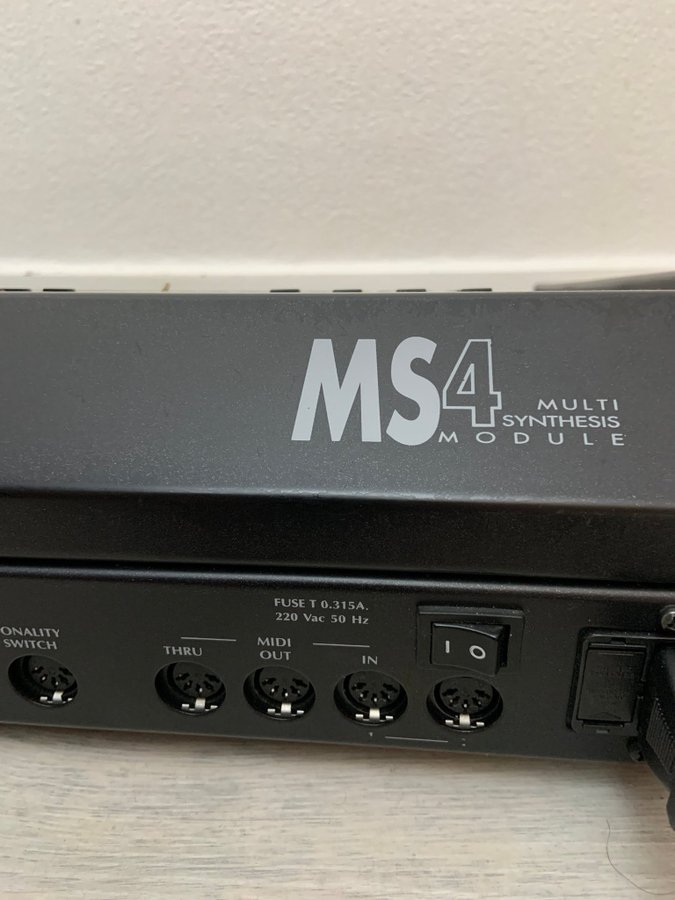 MS4
MULTI
SYNTHESIS
MODULE
FUSE T 0.315A.
220 Vac 50 Hz
ONALITY
SWITCH
MIDI
THRU OUT IN
I O